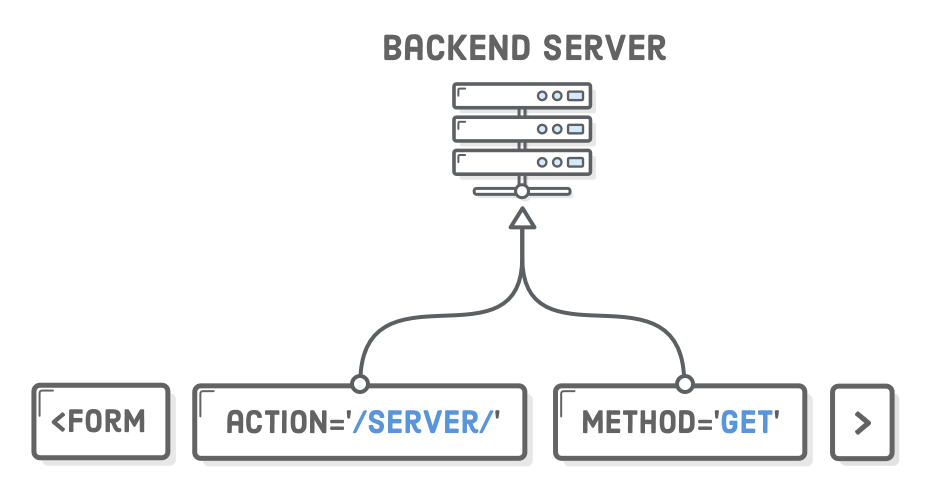 BACKEND SERVER
<FORM ACTION='/SERVER/' METHOD='GET' >